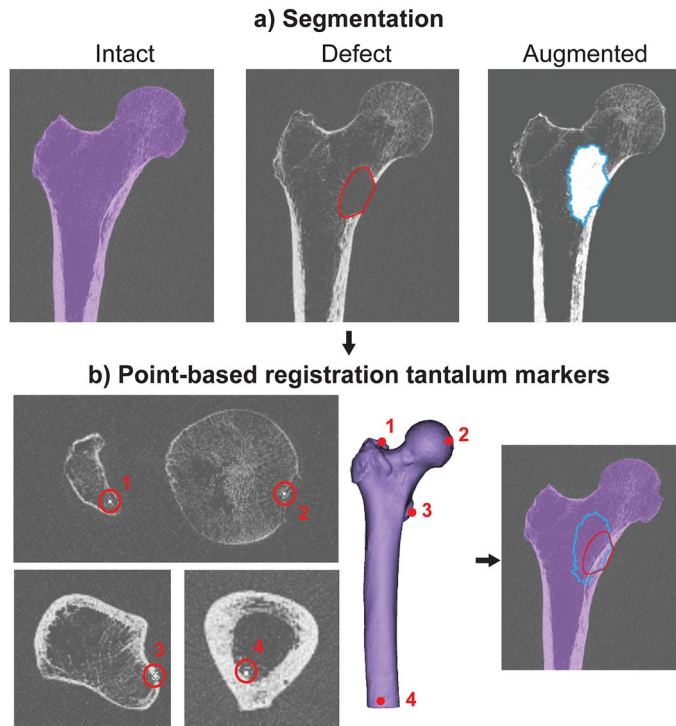 a) Segmentation
Intact
Defect
Augmented
b) Point-based registration tantalum markers
1
2
3
4
1
2
3
4